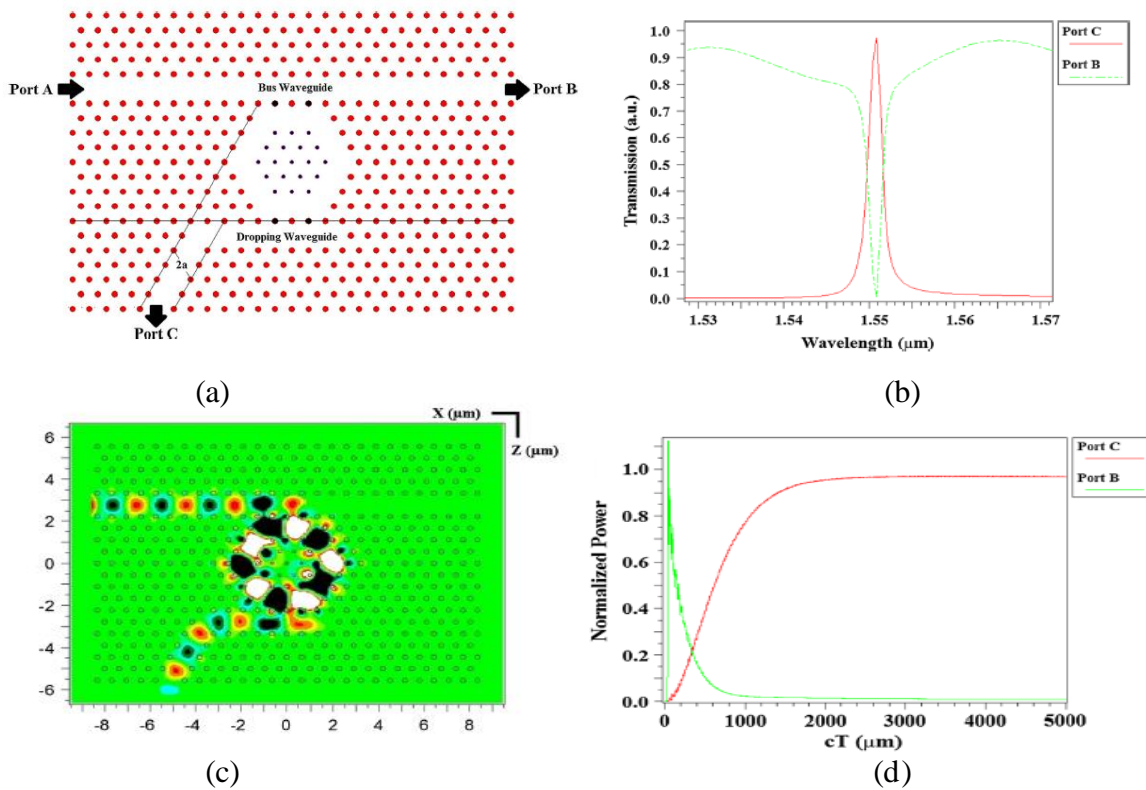 Port A
Bus Waveguide
Port B
2a
Dropping Waveguide
Port C
(a)
Transmission (a.u.)
1.0
0.9
0.8
0.7
0.6
0.5
0.4
0.3
0.2
0.1
0.0
1.53 1.54 1.55 1.56 1.57
Wavelength (μm)
Port C
Port B
(b)
X (μm)
Z (μm)
6
4
2
0
-2
-4
-6
-8 -6 -4 -2 0 2 4 6 8
(c)
Normalized Power
1.0
0.8
0.6
0.4
0.2
0.0
0 1000 2000 3000 4000 5000
cT (μm)
Port C
Port B
(d)